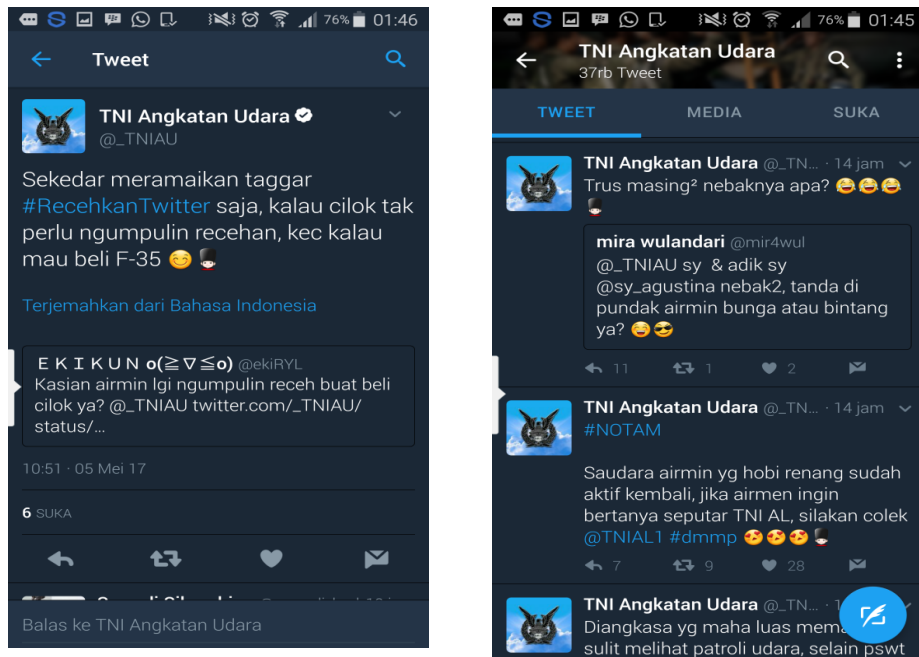 76% 01:46
Tweet
TNI Angkatan Udara
@_TNIAU
Sekedar meramaikan taggar
#RecehkanTwitter saja, kalau cilok tak
perlu ngumpulin recehan, kec kalau
mau beli F-35 😊 💂
Terjemahkan dari Bahasa Indonesia
E K I K U N o(≧∇≦o) @ekiRYL
Kasian airmin lgi ngumpulin receh buat beli
cilok ya? @_TNIAU twitter.com/_TNIAU/
status/...
10:51 · 05 Mei 17
6 SUKA
Balas ke TNI Angkatan Udara
76% 01:45
TNI Angkatan Udara
37rb Tweet
TWEET MEDIA SUKA
TNI Angkatan Udara @_TN... · 14 jam
Trus masing² nebaknya apa? 😂😂😂
💂
mira wulandari @mir4wul
@_TNIAU sy & adik sy
@sy_agustina nebak2, tanda di
pundak airmin bunga atau bintang
ya? 😂😎
11 1 2
TNI Angkatan Udara @_TN... · 14 jam
#NOTAM
Saudara airmin yg hobi renang sudah
aktif kembali, jika airmen ingin
bertanya seputar TNI AL, silakan colek
@TNIAL1 #dmmp 😍😍😍💂
7 9 28
TNI Angkatan Udara @_TN... · 1
Diangkasa yg maha luas mema
sulit melihat patroli udara, selain pswt